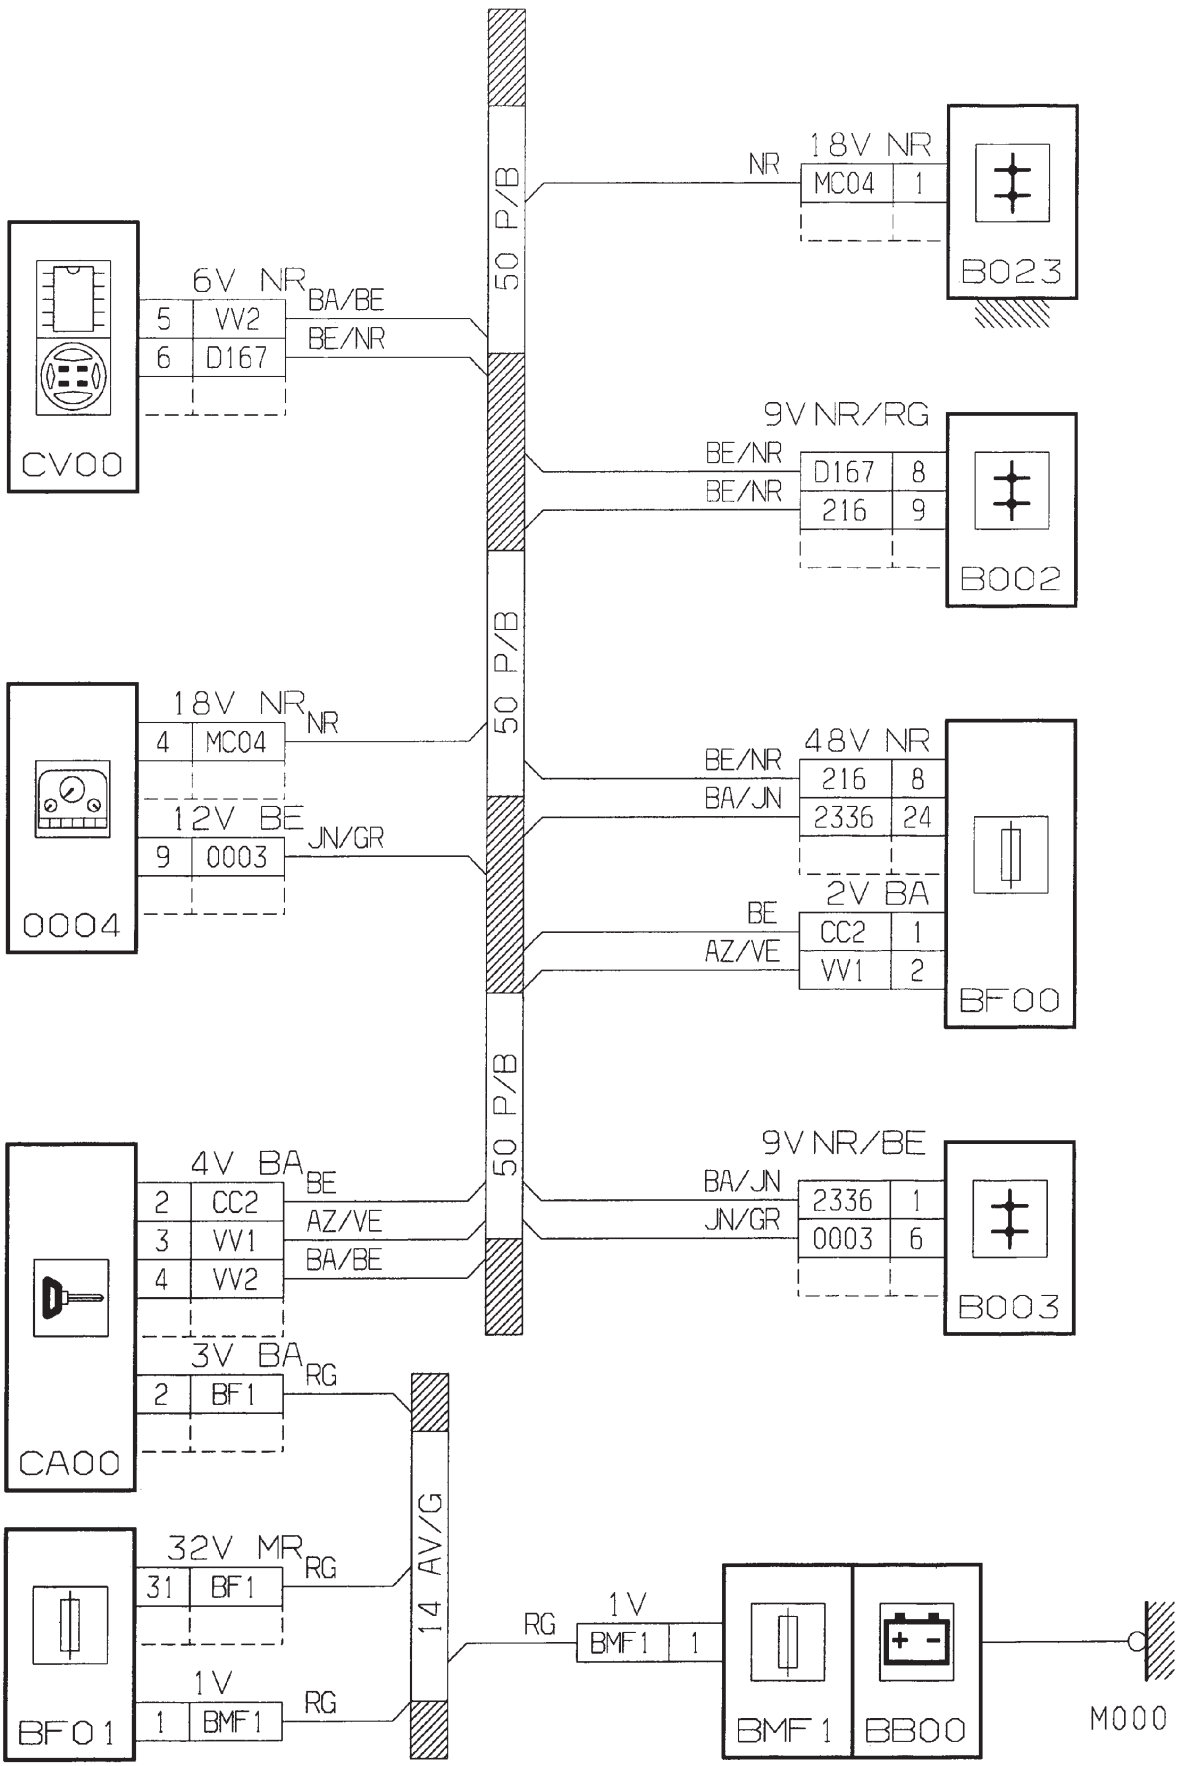 NR
18V NR
MC04 1
B023
50 P/B
6V NR
BA/BE
5 VV2
BE/NR
6 D167
CV00
9V NR/RG
BE/NR
D167 8
BE/NR
216 9
B002
50 P/B
18V NR
NR
4 MC04
12V BE
JN/GR
9 0003
0004
48V NR
BE/NR
216 8
BA/JN
2336 24
2V BA
BE
CC2 1
AZ/VE
VV1 2
BF00
50 P/B
4V BA
BE
2 CC2
AZ/VE
3 VV1
BA/BE
4 VV2
3V BA
RG
2 BF1
CA00
9V NR/BE
BA/JN
2336 1
JN/GR
0003 6
B003
14 AV/G
32V MR
RG
31 BF1
1V
RG
1 BMF1
BF01
1V
RG
BMF1 1
BMF1
BB00
M000